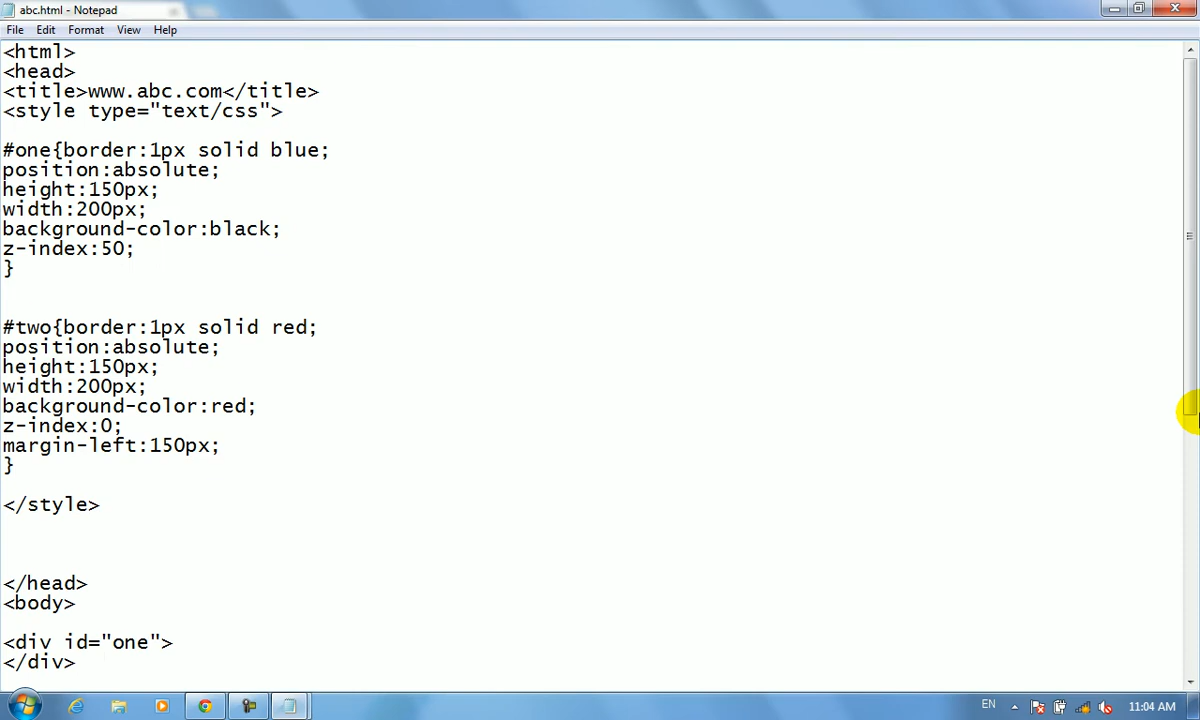 abc.html - Notepad
File Edit Format View Help
<html>
<head>
<title>www.abc.com</title>
<style type="text/css">
#one{border:1px solid blue;
position:absolute;
height:150px;
width:200px;
background-color:black;
z-index:50;
}
#two{border:1px solid red;
position:absolute;
height:150px;
width:200px;
background-color:red;
z-index:0;
margin-left:150px;
}
</style>
</head>
<body>
<div id="one">
</div>
EN 11:04 AM